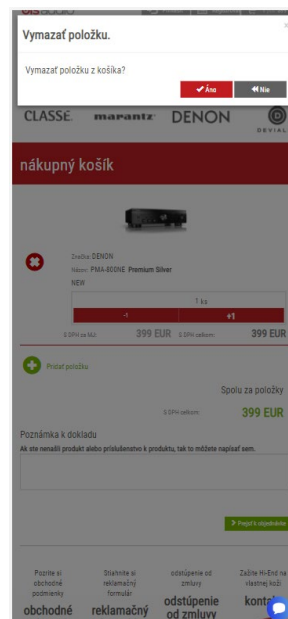 Vymazať položku.
Vymazať položku z košíka?
Áno
Nie
CLASSÉ marantz DENON
DEVIAL
nákupný košík
Značka: DENON
Názov: PMA-600NE Premium Silver
NEW
1 ks
-1 +1
S DPH za MJ: 399 EUR S DPH celkom: 399 EUR
Pridať položku
Spolu za položky
S DPH celkom: 399 EUR
Poznámka k dokladu
Ak ste nenašli produkt alebo príslušenstvo k produktu, tak to môžete napísať sem.
Prejsť k objednávke
Pozrite si obchodné podmienky
Stiahnite si reklamačný formulár
odstúpenie od zmluvy
Zažite Hi-End na vlastnej koži
obchodné reklamačný odstúpenie od zmluvy